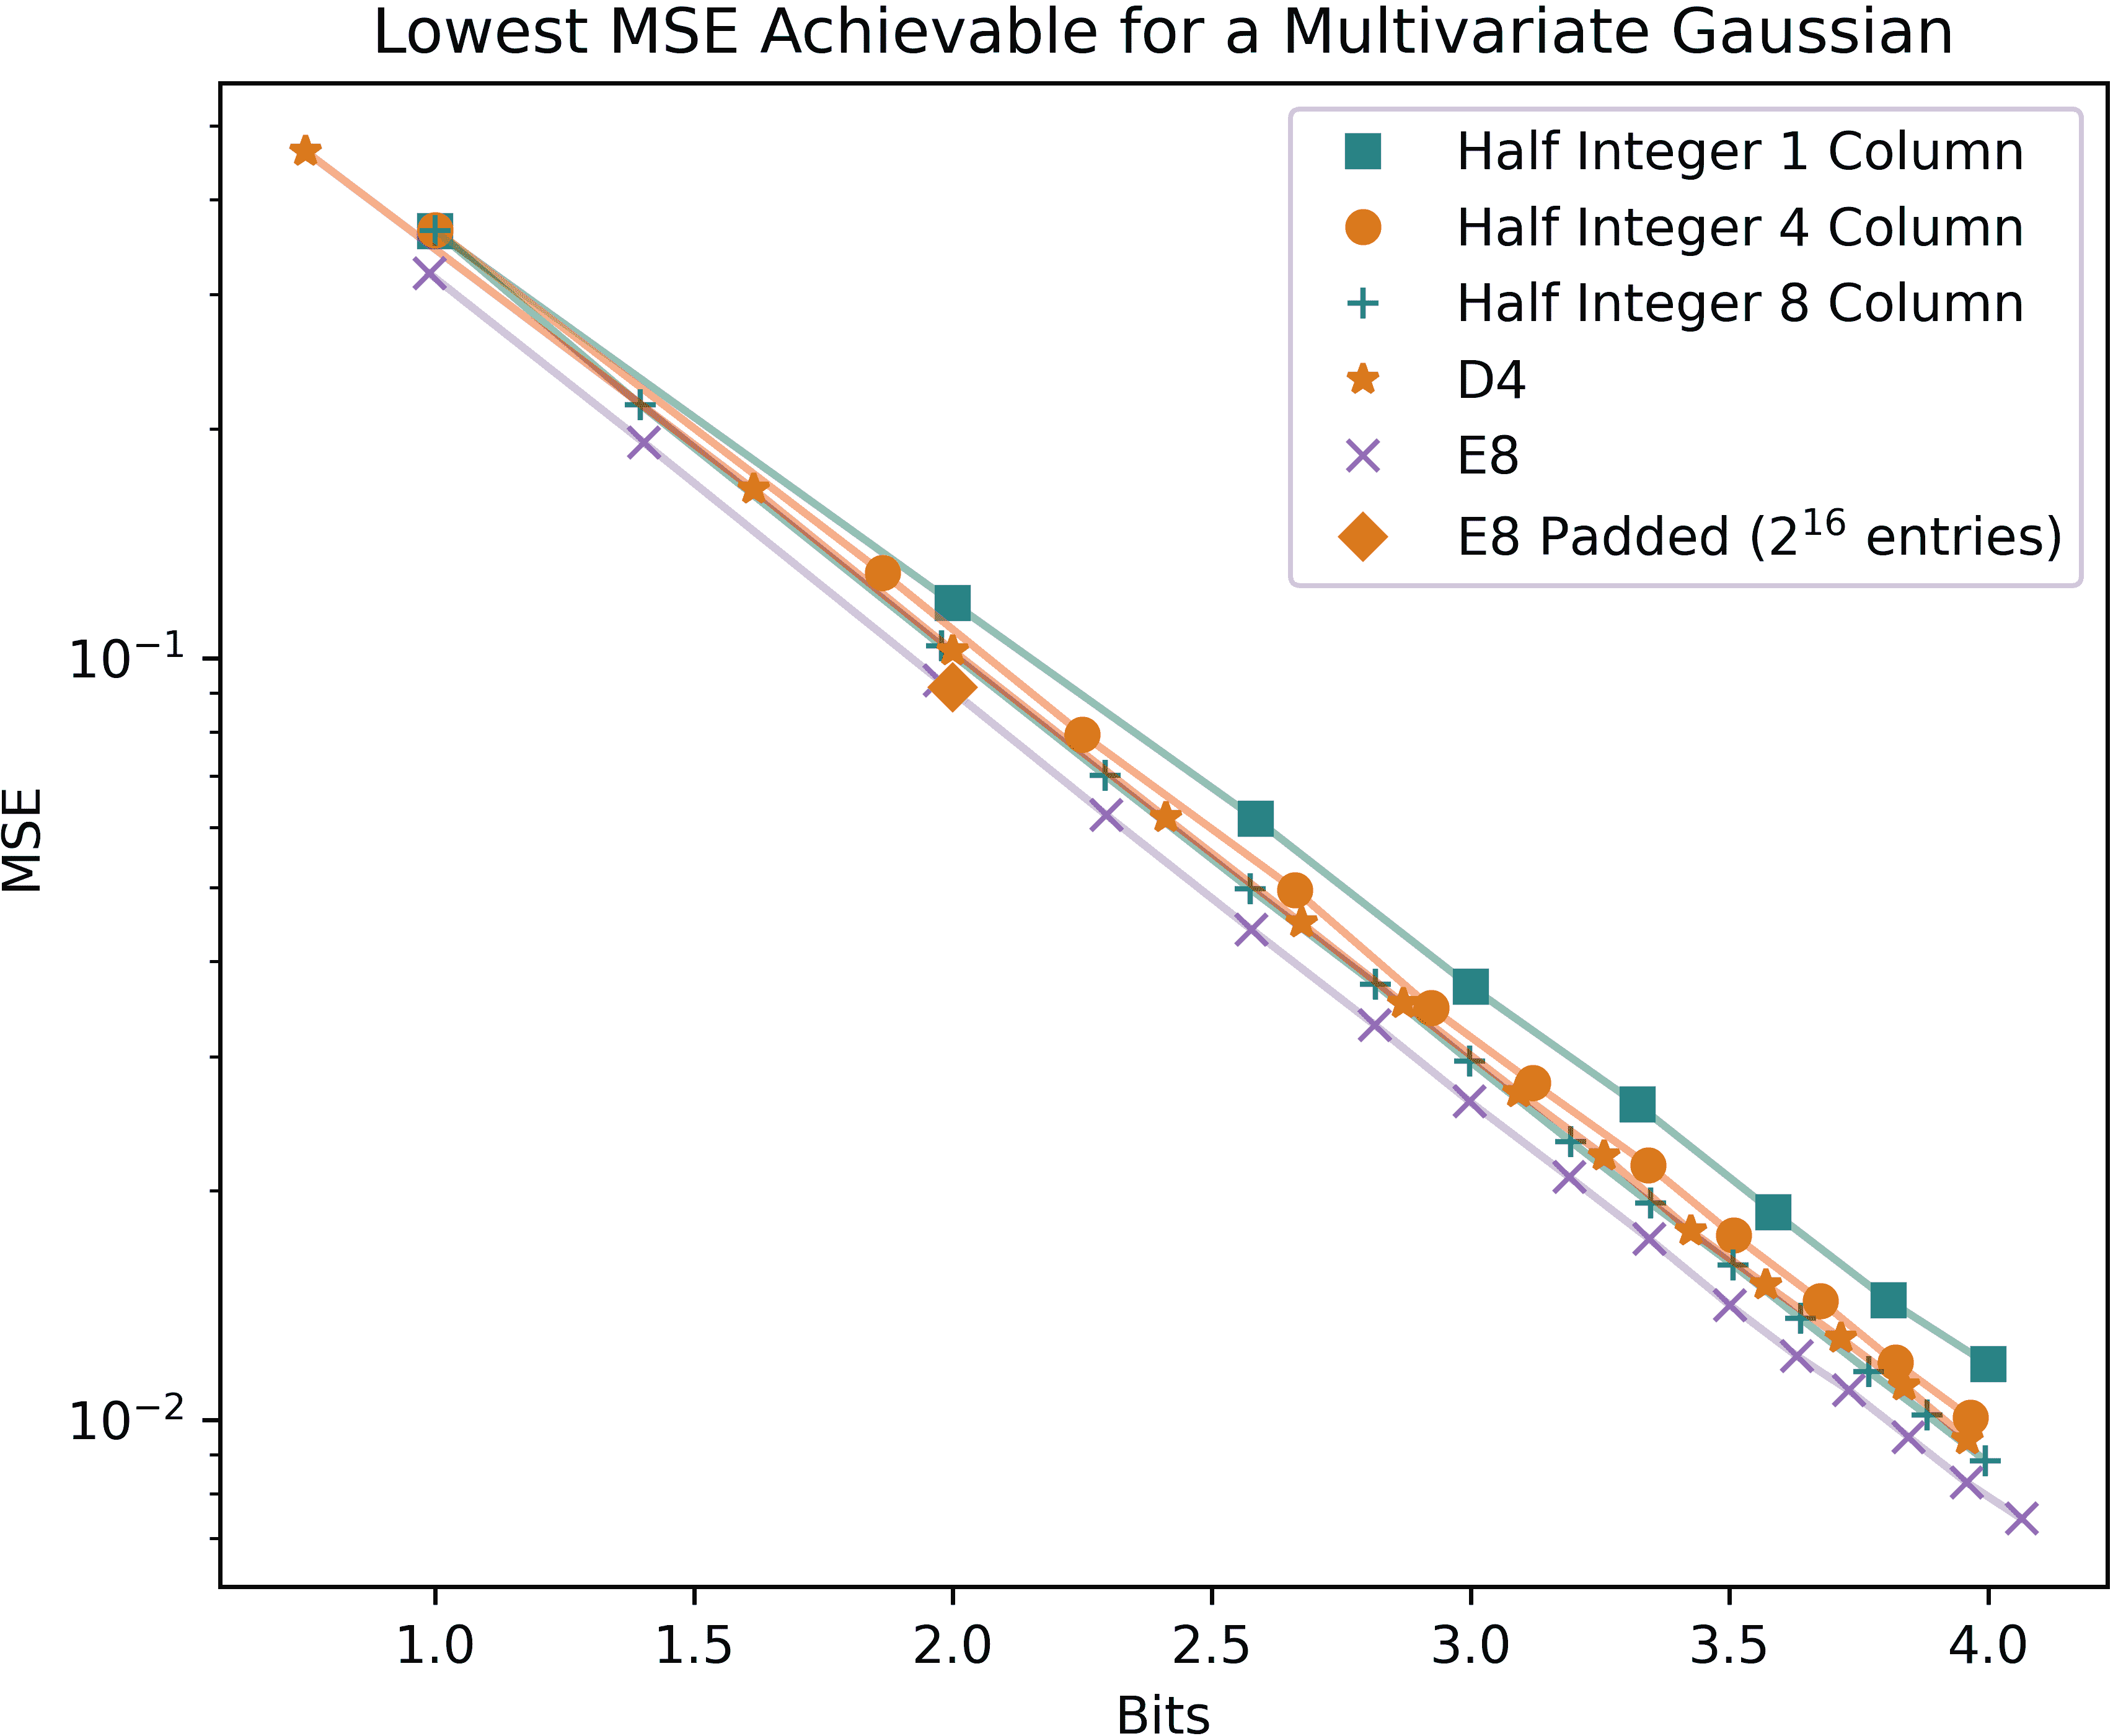 Lowest MSE Achievable for a Multivariate Gaussian
Half Integer 1 Column
Half Integer 4 Column
Half Integer 8 Column
D4
E8
E8 Padded (2^16 entries)
MSE
10^−1
10^−2
1.0 1.5 2.0 2.5 3.0 3.5 4.0
Bits